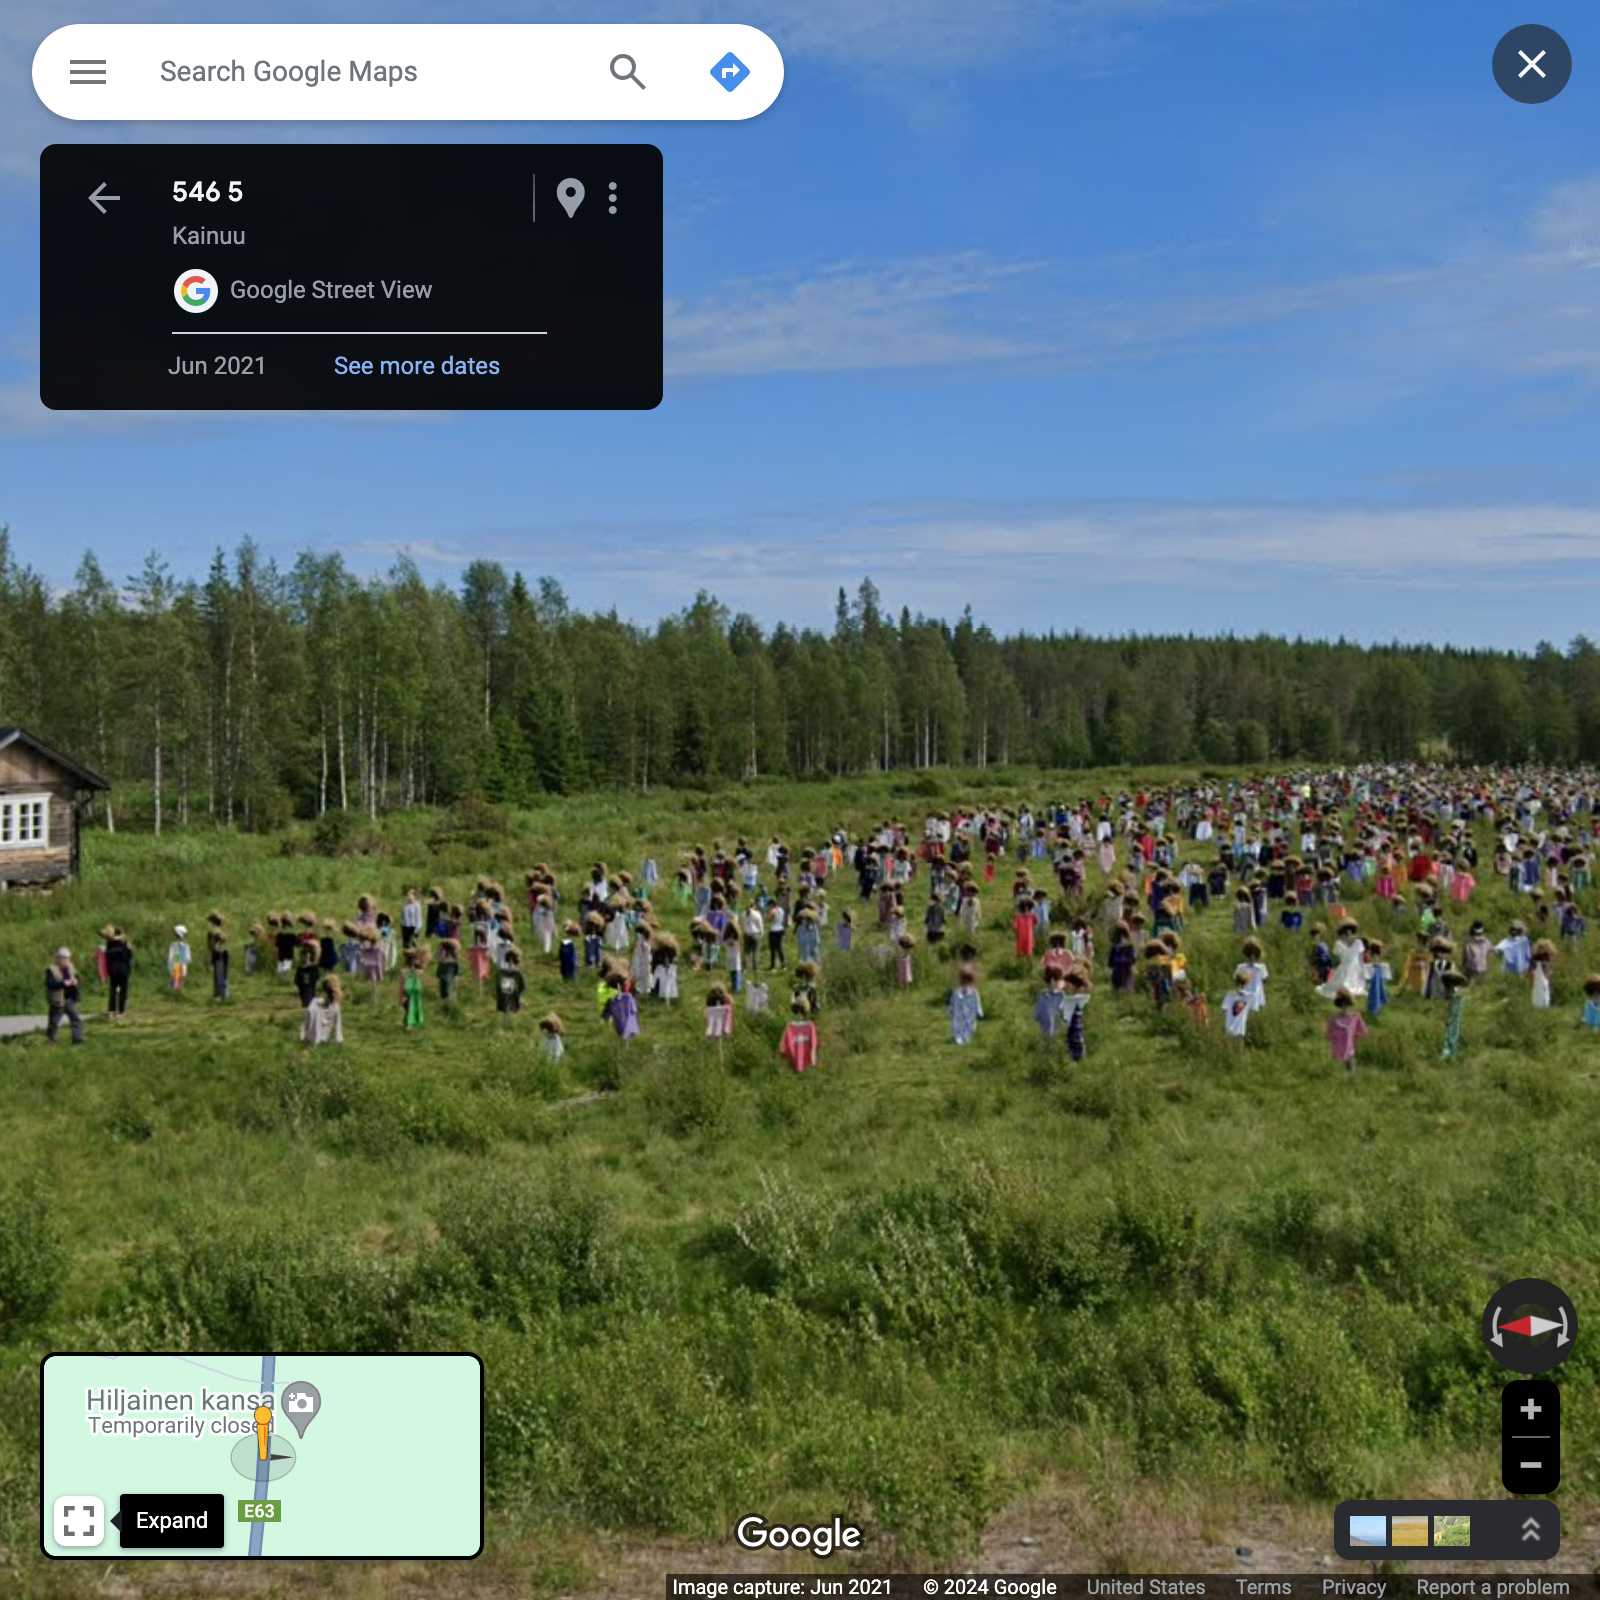 Search Google Maps
546 5
Kainuu
Google Street View
Jun 2021 See more dates
Hiljainen kansa
Temporarily closed
E63
Expand
Google
Image capture: Jun 2021 © 2024 Google United States Terms Privacy Report a problem